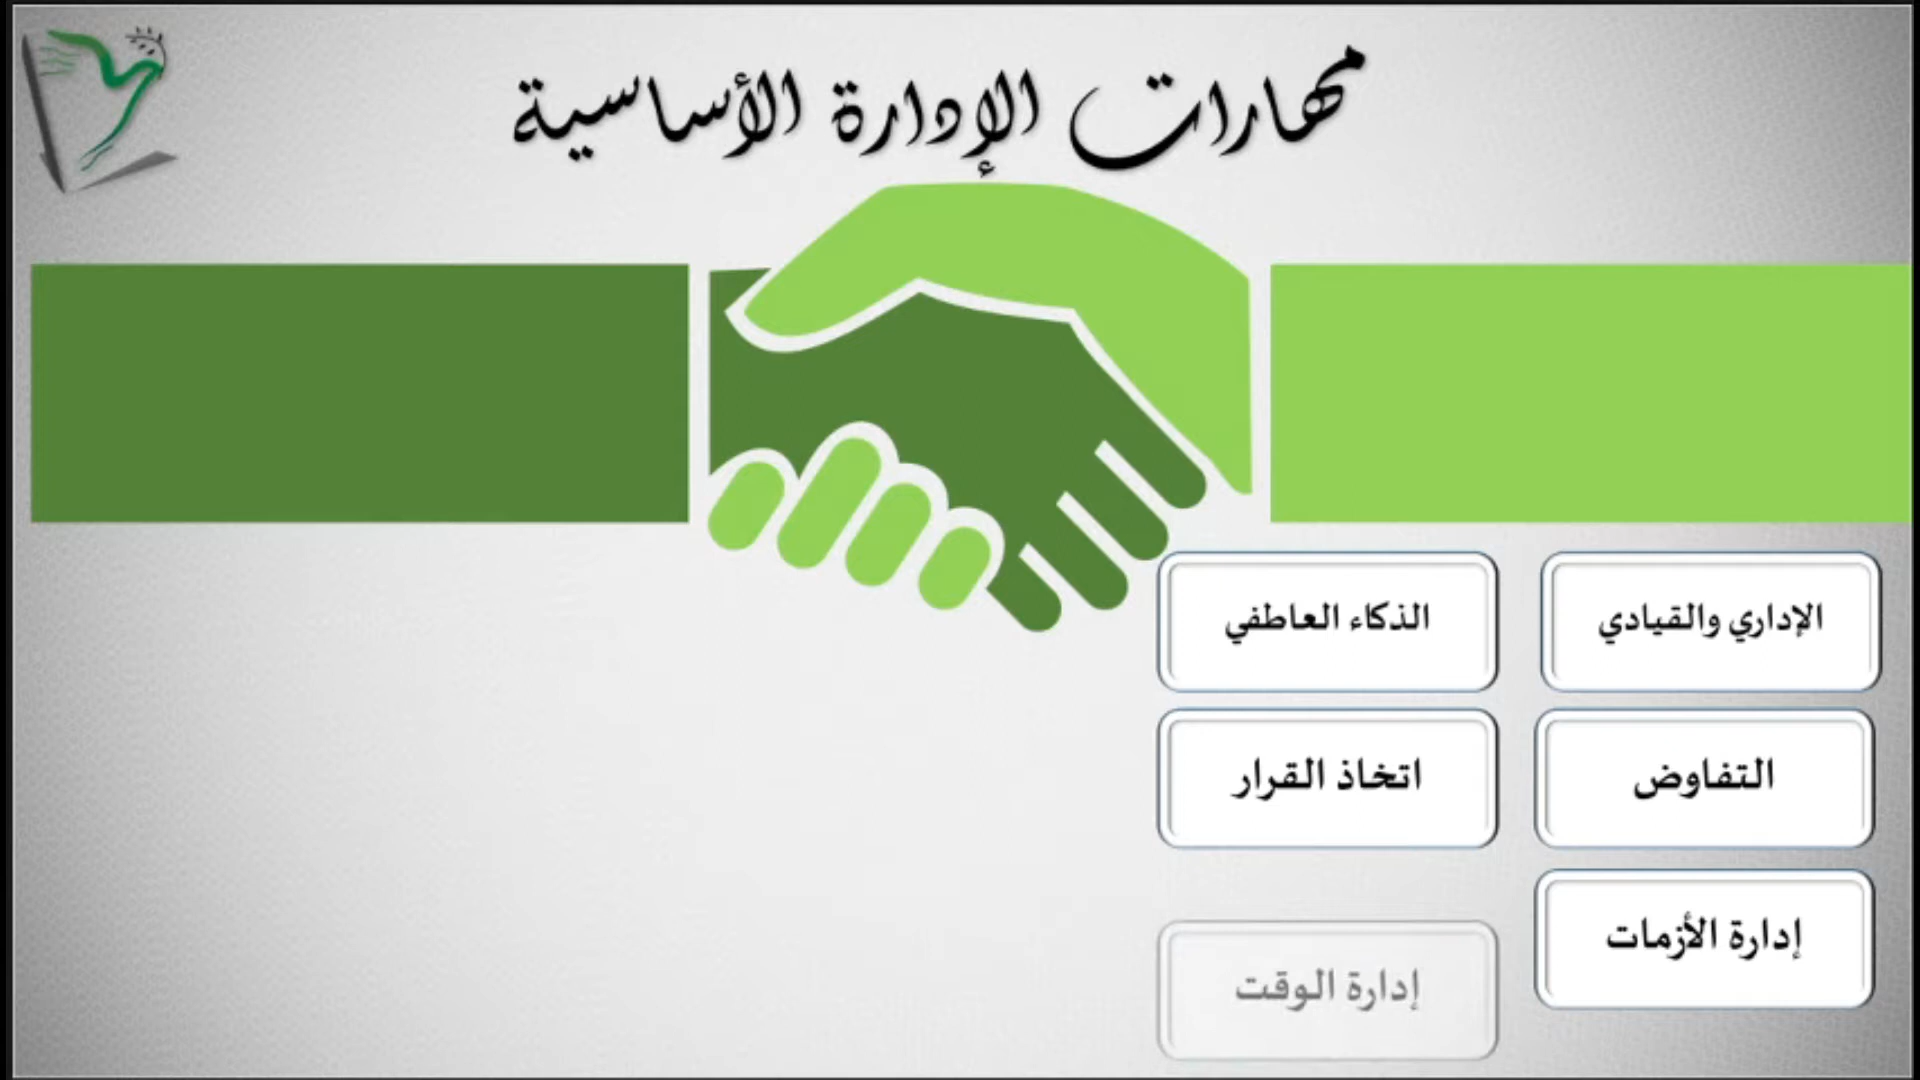 مهارات الإدارة الأساسية
الإداري والقيادي
الذكاء العاطفي
التفاوض
اتخاذ القرار
إدارة الأزمات
إدارة الوقت